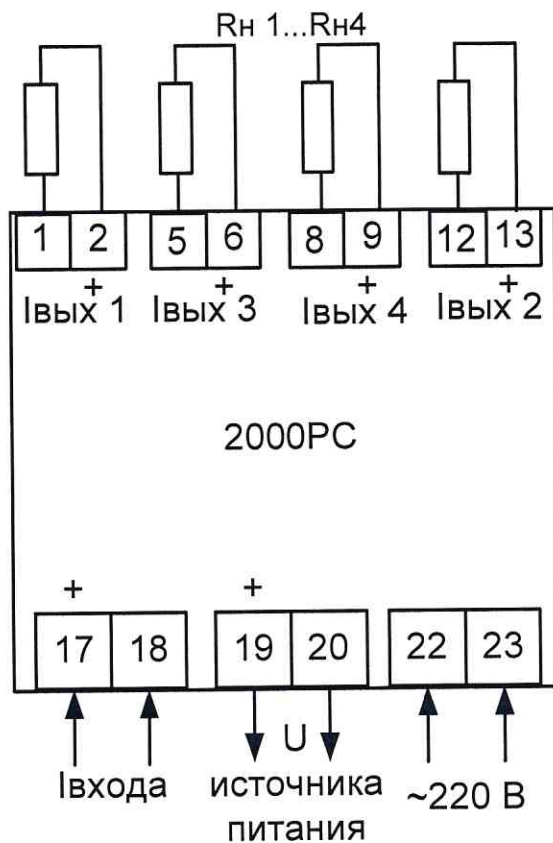 Rн 1...Rн4
1 2 5 6 8 9 12 13
+ + + +
Iвых 1 Iвых 3 Iвых 4 Iвых 2
2000РС
+ +
17 18 19 20 22 23
Iвхода U ~220 В
источника
питания